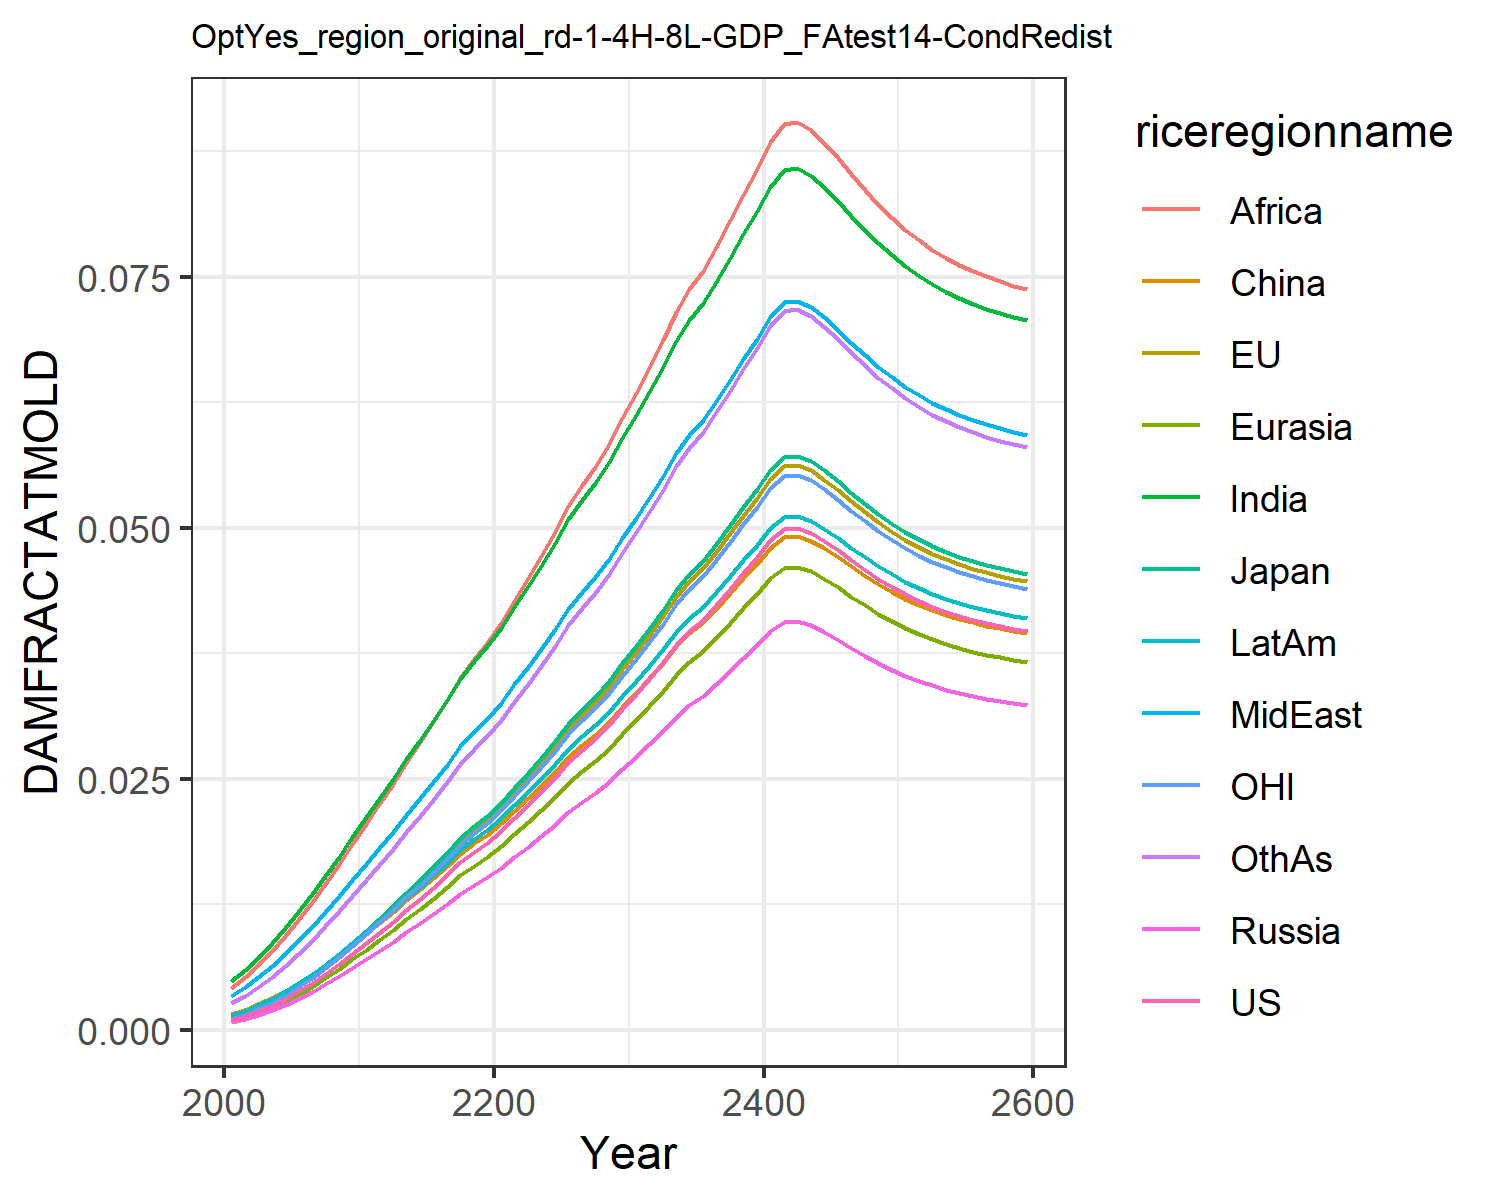 OptYes_region_original_rd-1-4H-8L-GDP_FAtest14-CondRedist
DAMFRACTATMOLD
0.075
0.050
0.025
0.000
2000 2200 2400 2600
Year
riceregionname
Africa
China
EU
Eurasia
India
Japan
LatAm
MidEast
OHI
OthAs
Russia
US